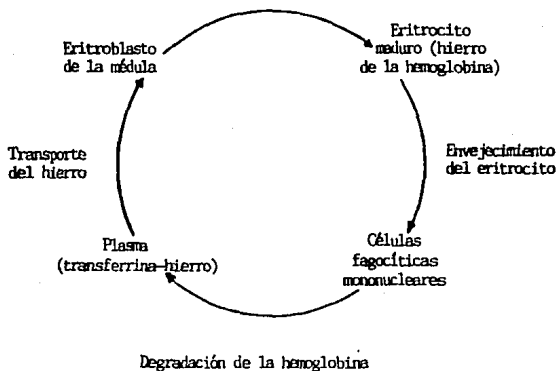 Eritroblasto
de la médula
Eritrocito
maduro (hierro
de la hemoglobina)
Transporte
del hierro
Envejecimiento
del eritrocito
Plasma
(transferrina-hierro)
Células
fagocíticas
mononucleares
Degradación de la hemoglobina